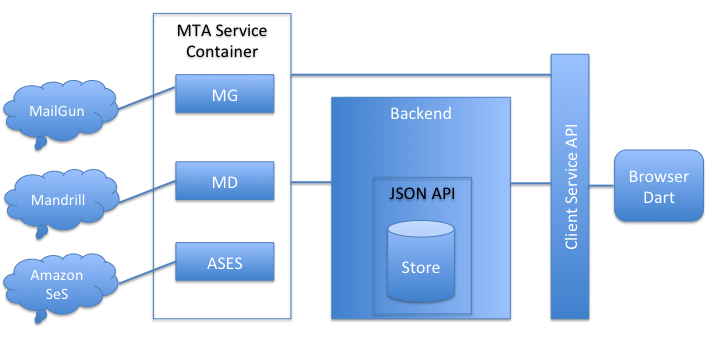 MTA Service
Container
MailGun
MG
Backend
Mandrill
MD
JSON API
Store
Amazon
SeS
ASES
Client Service API
Browser
Dart